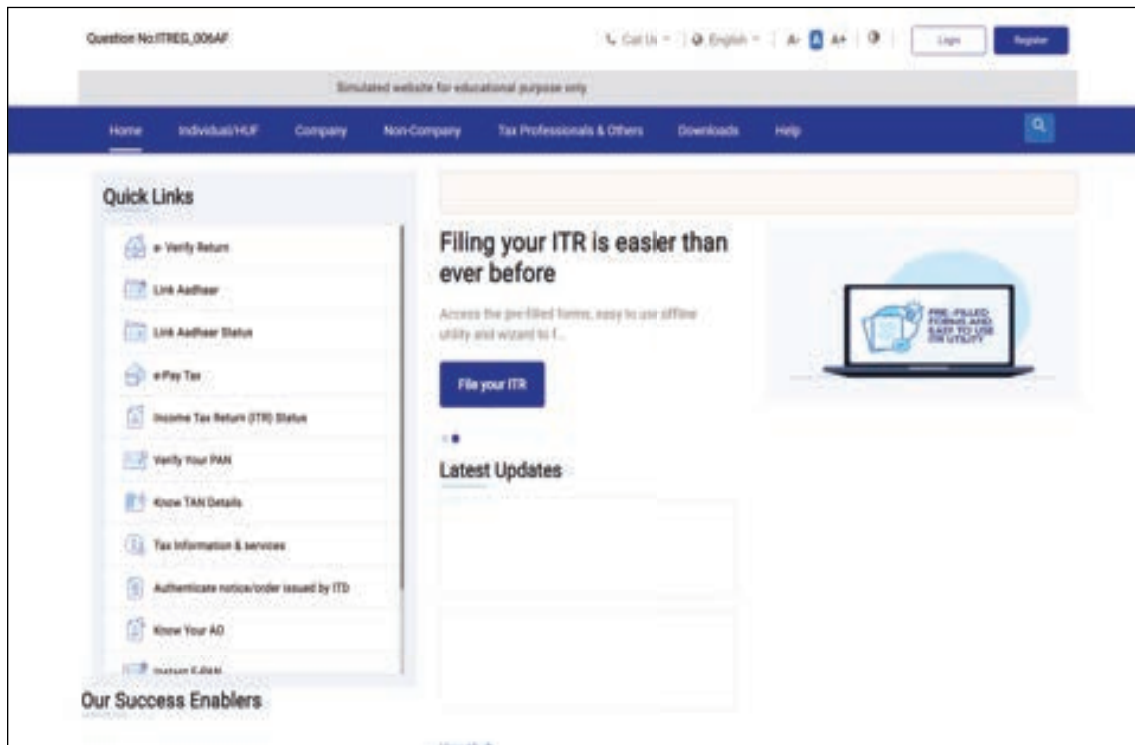 Question No:ITREG_006AF
Call Us English A- A A+ Login Register
Simulated website for educational purpose only
Home Individual/HUF Company Non-Company Tax Professionals & Others Downloads Help
Quick Links
e- Verify Return
Link Aadhaar
Link Aadhaar Status
e-Pay Tax
Income Tax Return (ITR) Status
Verify Your PAN
Know TAN Details
Tax Information & services
Authenticate notice/order issued by ITD
Know Your AO
Instant E-PAN
Filing your ITR is easier than
ever before
Access the pre-filled forms, easy to use offline
utility and wizard to f...
File your ITR
PRE-FILLED
FORMS AND
EASY TO USE
ITR UTILITY
Latest Updates
Our Success Enablers